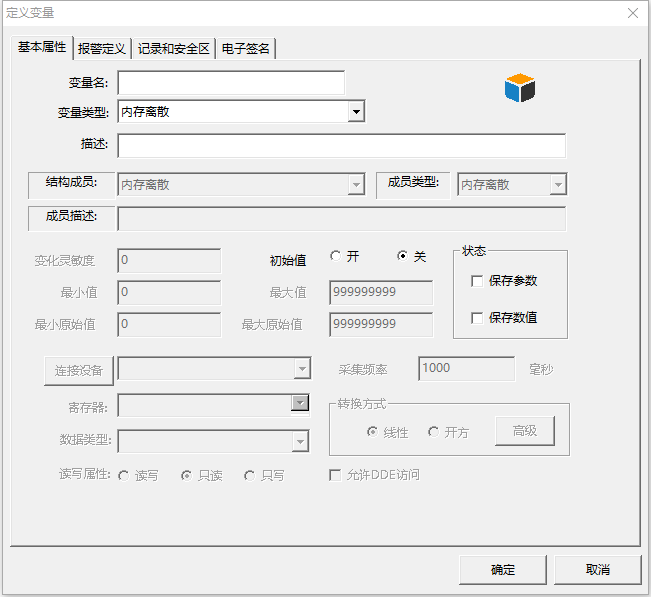 定义变量
基本属性 报警定义 记录和安全区 电子签名
变量名:
变量类型: 内存离散
描述:
结构成员: 内存离散 成员类型: 内存离散
成员描述:
变化灵敏度 0 初始值 开 关 状态
最小值 0 最大值 999999999 保存参数
最小原始值 0 最大原始值 999999999 保存数值
连接设备 采集频率 1000 毫秒
寄存器: 转换方式
数据类型: 线性 开方 高级
读写属性: 读写 只读 只写 允许DDE访问
确定 取消